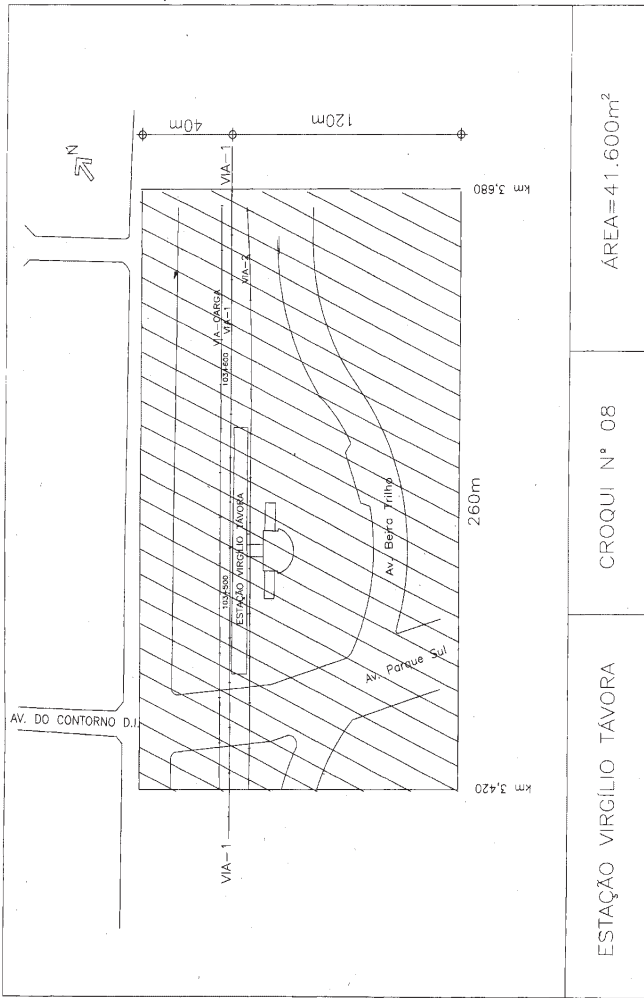 40m
120m
N
VIA-1
km 3,680
VIA-CARGA
VIA-1
VIA-2
103+600
103+500
ESTAÇÃO VIRGÍLIO TÁVORA
Av. Beira Trilho
260m
Av. Parque Sul
AV. DO CONTORNO D.I.
VIA-1
km 3,420
ESTAÇÃO VIRGÍLIO TÁVORA
CROQUI Nº 08
ÁREA=41.600m²